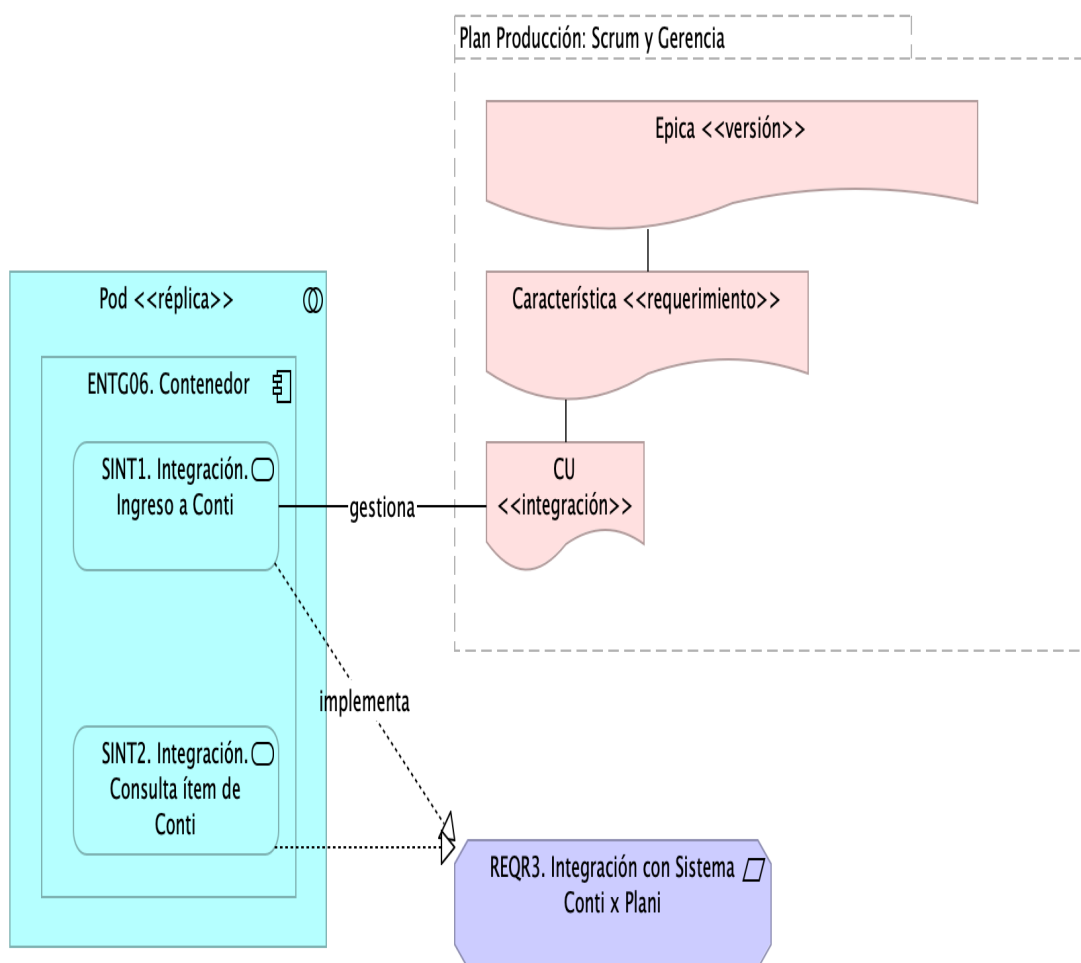 Plan Producción: Scrum y Gerencia
Epica <<versión>>
Pod <<réplica>>
Característica <<requerimiento>>
ENTG06. Contenedor
SINT1. Integración.
Ingreso a Conti
gestiona
CU
<<integración>>
implementa
SINT2. Integración.
Consulta ítem de
Conti
REQR3. Integración con Sistema
Conti x Plani